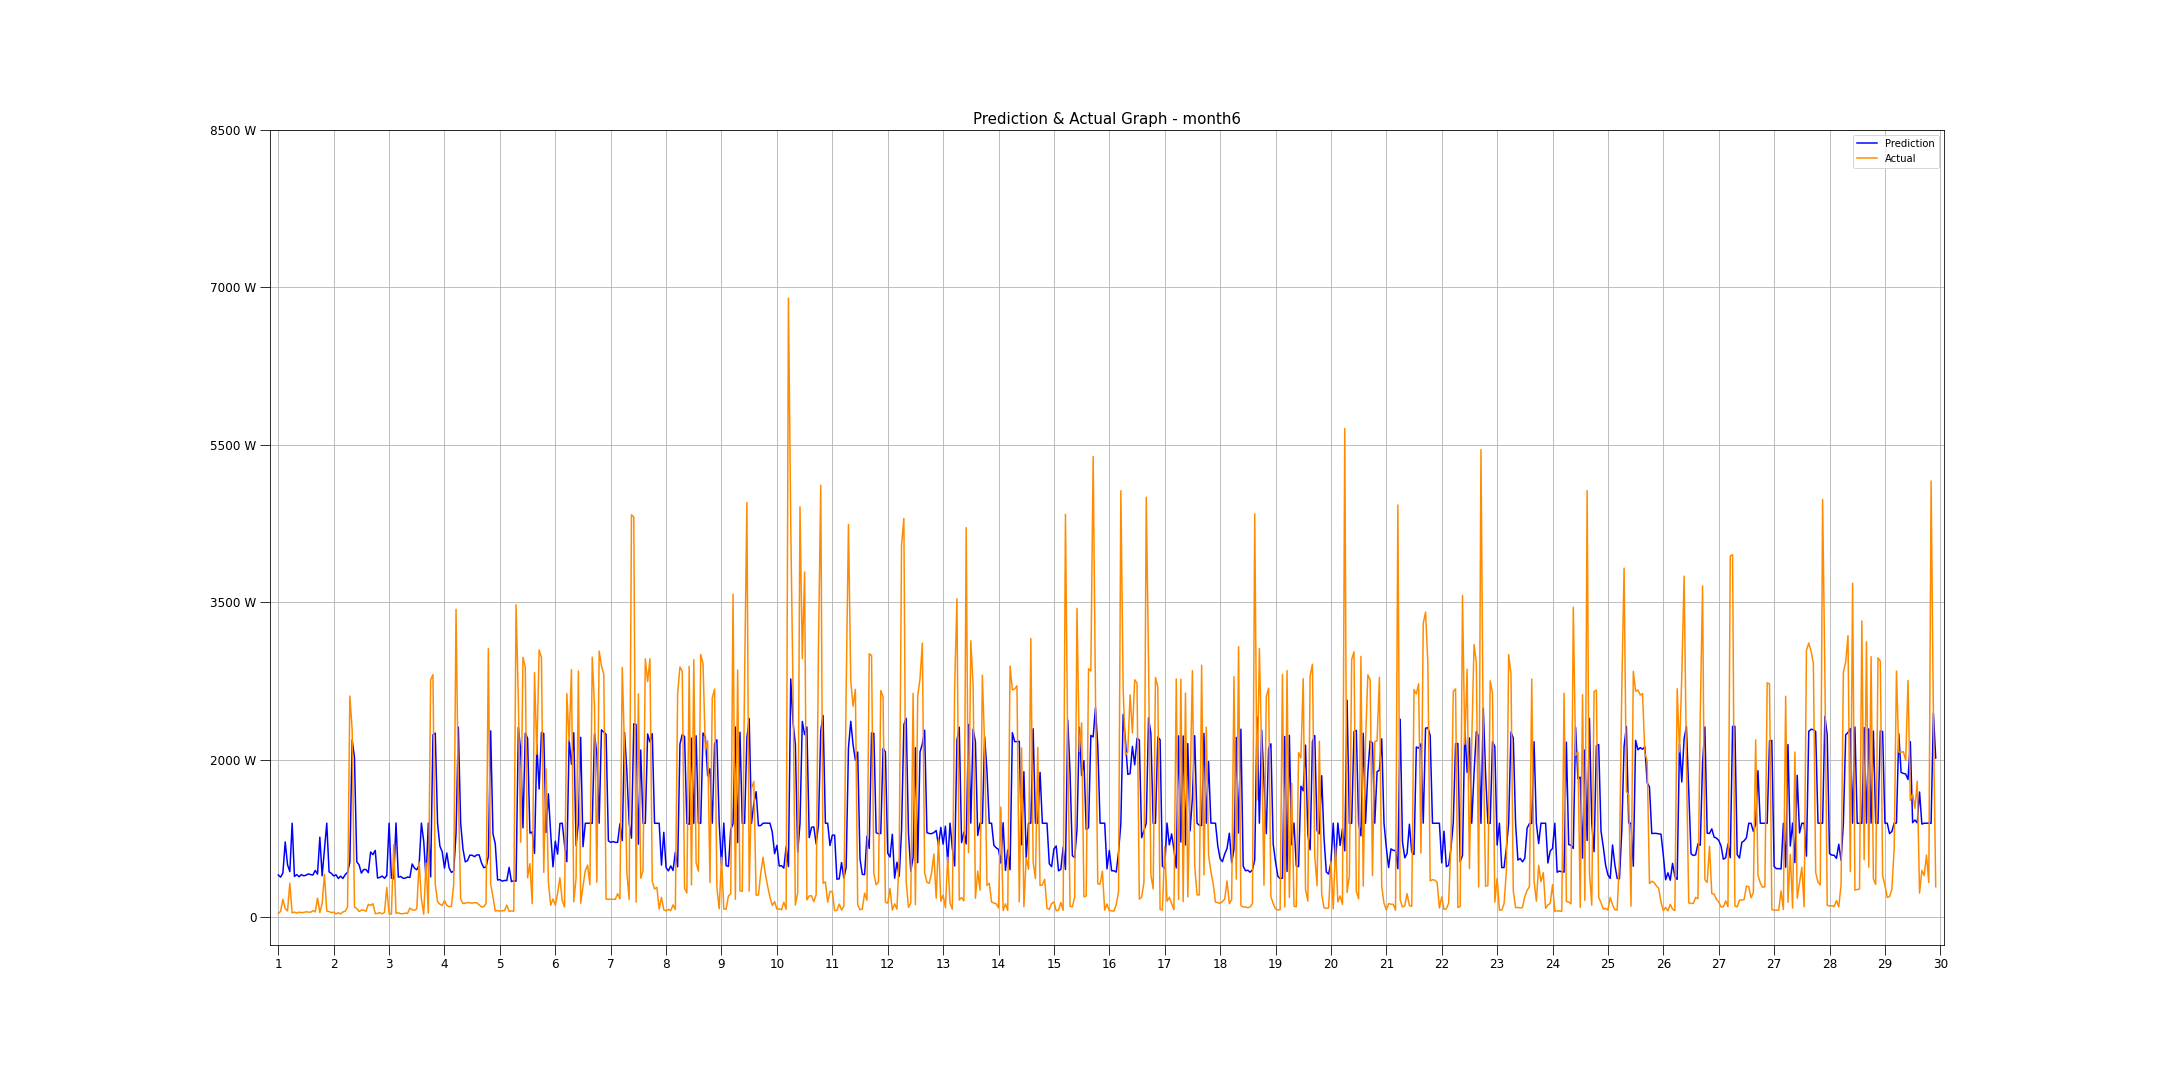 Prediction & Actual Graph - month6
8500 W
7000 W
5500 W
3500 W
2000 W
0
Prediction
Actual
1 2 3 4 5 6 7 8 9 10 11 12 13 14 15 16 17 18 19 20 21 22 23 24 25 26 27 27 28 29 30